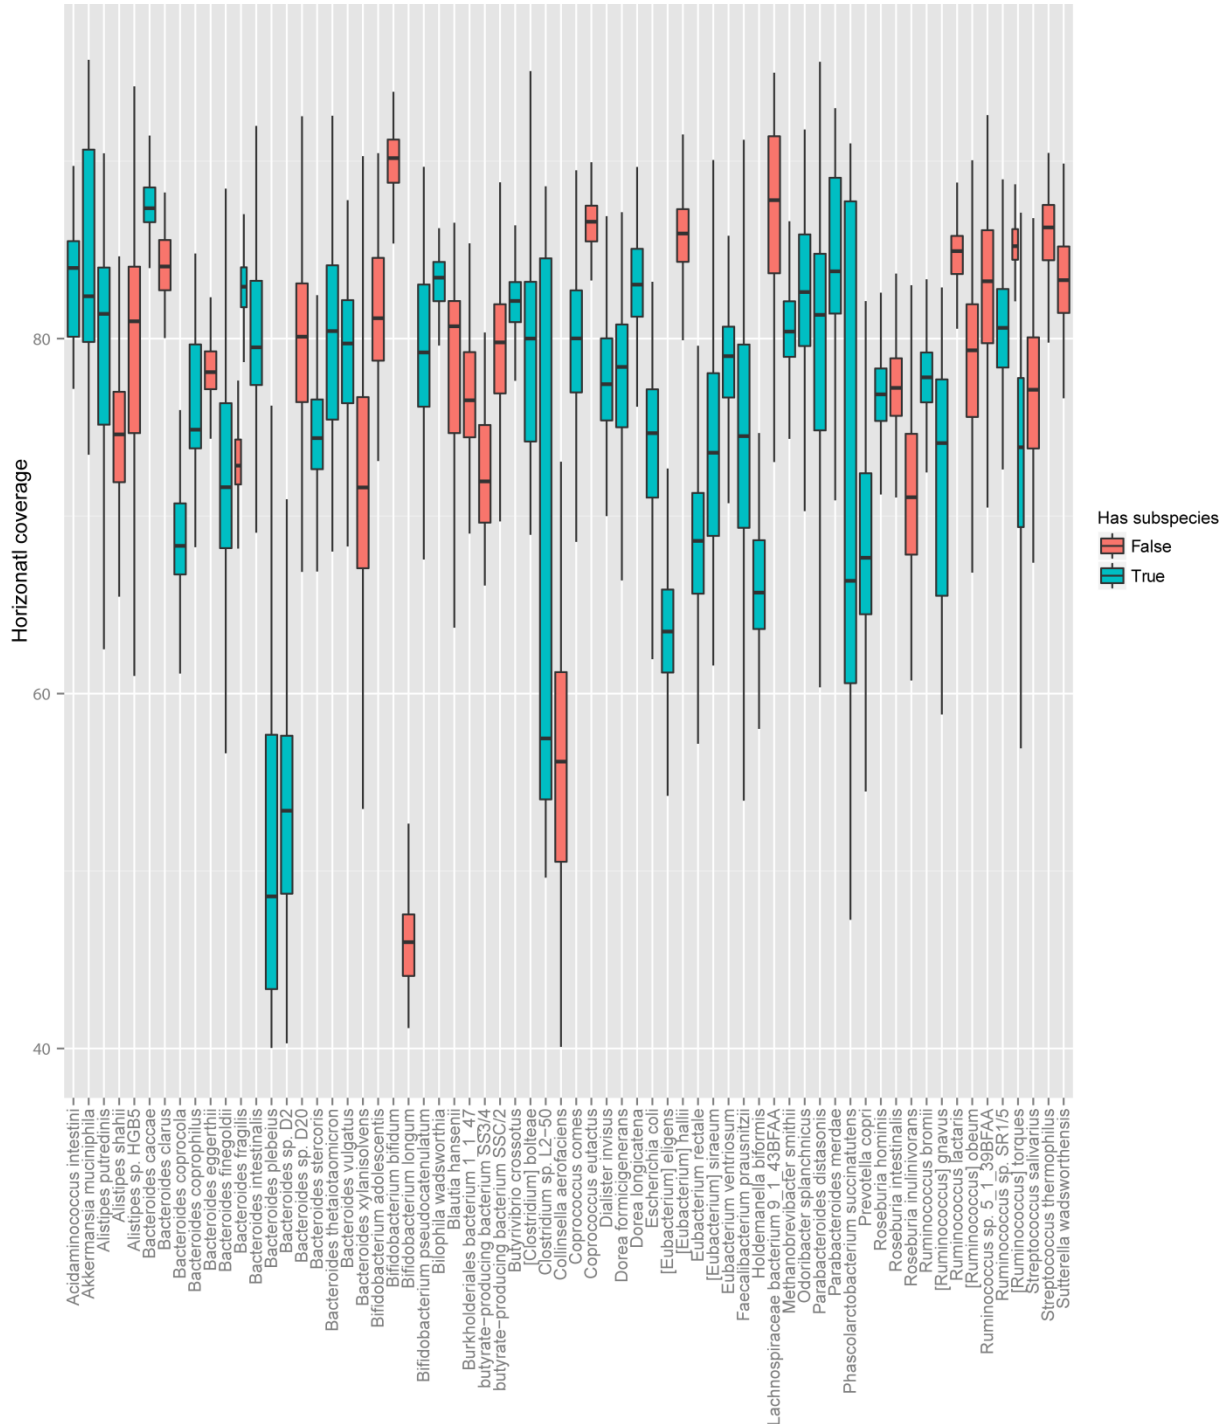 Horizonatl coverage
80
60
40
Has subspecies
False
True
Acidaminococcus intestini
Akkermansia muciniphila
Alistipes putredinis
Alistipes shahii
Alistipes sp. HGB5
Bacteroides caccae
Bacteroides clarus
Bacteroides coprocola
Bacteroides coprophilus
Bacteroides eggerthii
Bacteroides finegoldii
Bacteroides fragilis
Bacteroides intestinalis
Bacteroides plebeius
Bacteroides sp. D2
Bacteroides sp. D20
Bacteroides stercoris
Bacteroides thetaiotaomicron
Bacteroides vulgatus
Bacteroides xylanisolvens
Bifidobacterium adolescentis
Bifidobacterium bifidum
Bifidobacterium longum
Bifidobacterium pseudocatenulatum
Bilophila wadsworthia
Blautia hansenii
Burkholderiales bacterium 1_1_47
butyrate−producing bacterium SS3/4
butyrate−producing bacterium SSC/2
Butyrivibrio crossotus
[Clostridium] bolteae
Clostridium sp. L2−50
Collinsella aerofaciens
Coprococcus comes
Coprococcus eutactus
Dialister invisus
Dorea formicigenerans
Dorea longicatena
Escherichia coli
[Eubacterium] eligens
[Eubacterium] hallii
Eubacterium rectale
[Eubacterium] siraeum
Eubacterium ventriosum
Faecalibacterium prausnitzii
Holdemanella biformis
Lachnospiraceae bacterium 9_1_43BFAA
Methanobrevibacter smithii
Odoribacter splanchnicus
Parabacteroides distasonis
Parabacteroides merdae
Phascolarctobacterium succinatutens
Prevotella copri
Roseburia hominis
Roseburia intestinalis
Roseburia inulinivorans
Ruminococcus bromii
[Ruminococcus] gnavus
Ruminococcus lactaris
[Ruminococcus] obeum
Ruminococcus sp. 5_1_39BFAA
Ruminococcus sp. SR1/5
[Ruminococcus] torques
Streptococcus salivarius
Streptococcus thermophilus
Sutterella wadsworthensis